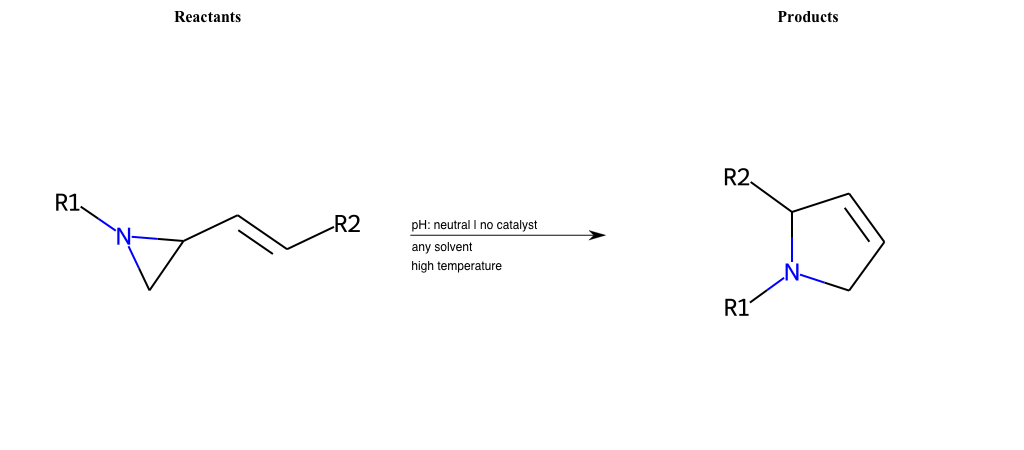 Reactants
Products
R1
N
R2
pH: neutral | no catalyst
any solvent
high temperature
R2
N
R1